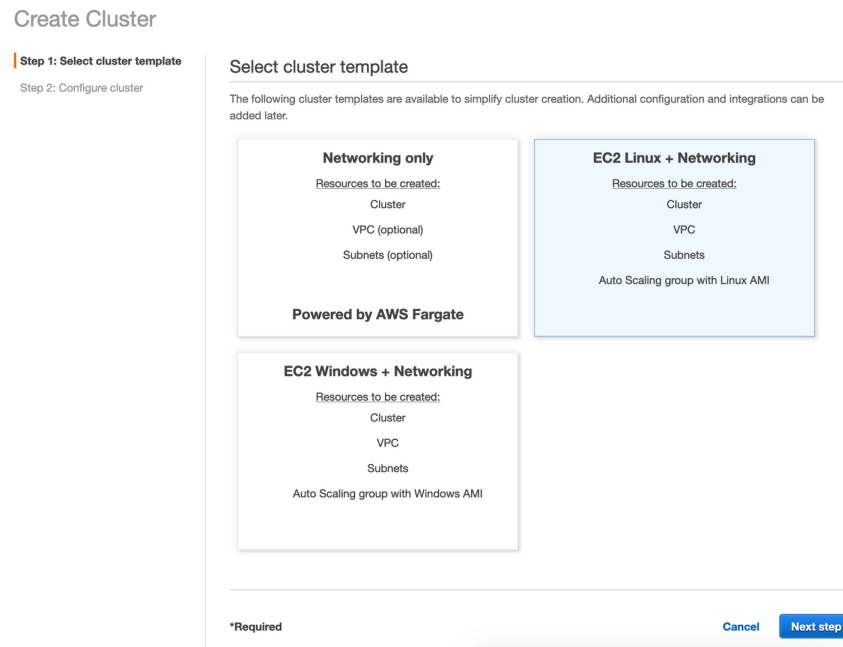 Create Cluster
Step 1: Select cluster template
Step 2: Configure cluster
Select cluster template
The following cluster templates are available to simplify cluster creation. Additional configuration and integrations can be
added later.
Networking only
Resources to be created:
Cluster
VPC (optional)
Subnets (optional)
Powered by AWS Fargate
EC2 Linux + Networking
Resources to be created:
Cluster
VPC
Subnets
Auto Scaling group with Linux AMI
EC2 Windows + Networking
Resources to be created:
Cluster
VPC
Subnets
Auto Scaling group with Windows AMI
*Required
Cancel
Next step